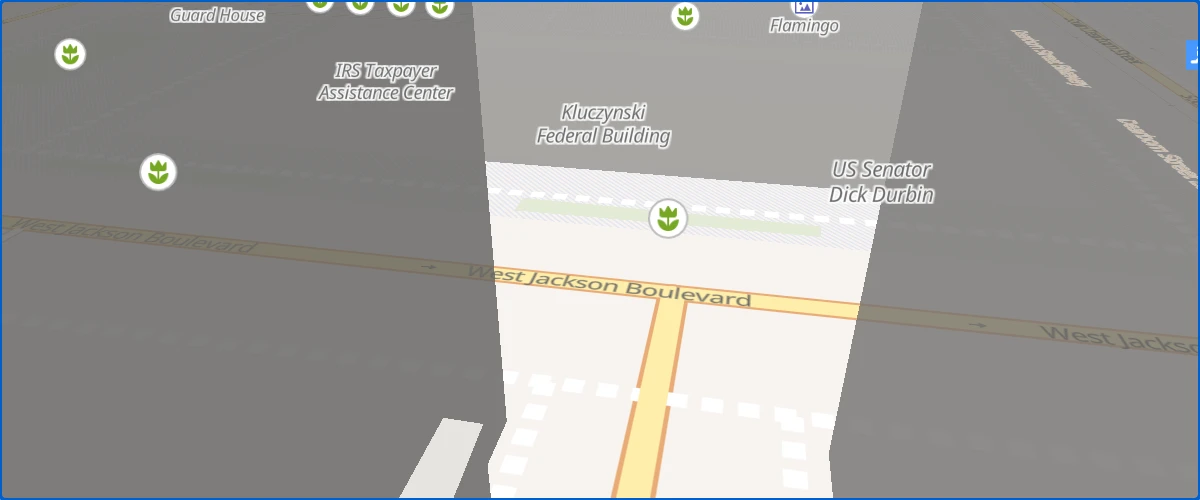 Guard House
Flamingo
IRS Taxpayer
Assistance Center
Kluczynski
Federal Building
US Senator
Dick Durbin
West Jackson Boulevard
West Jackson Boulevard
West Jackso